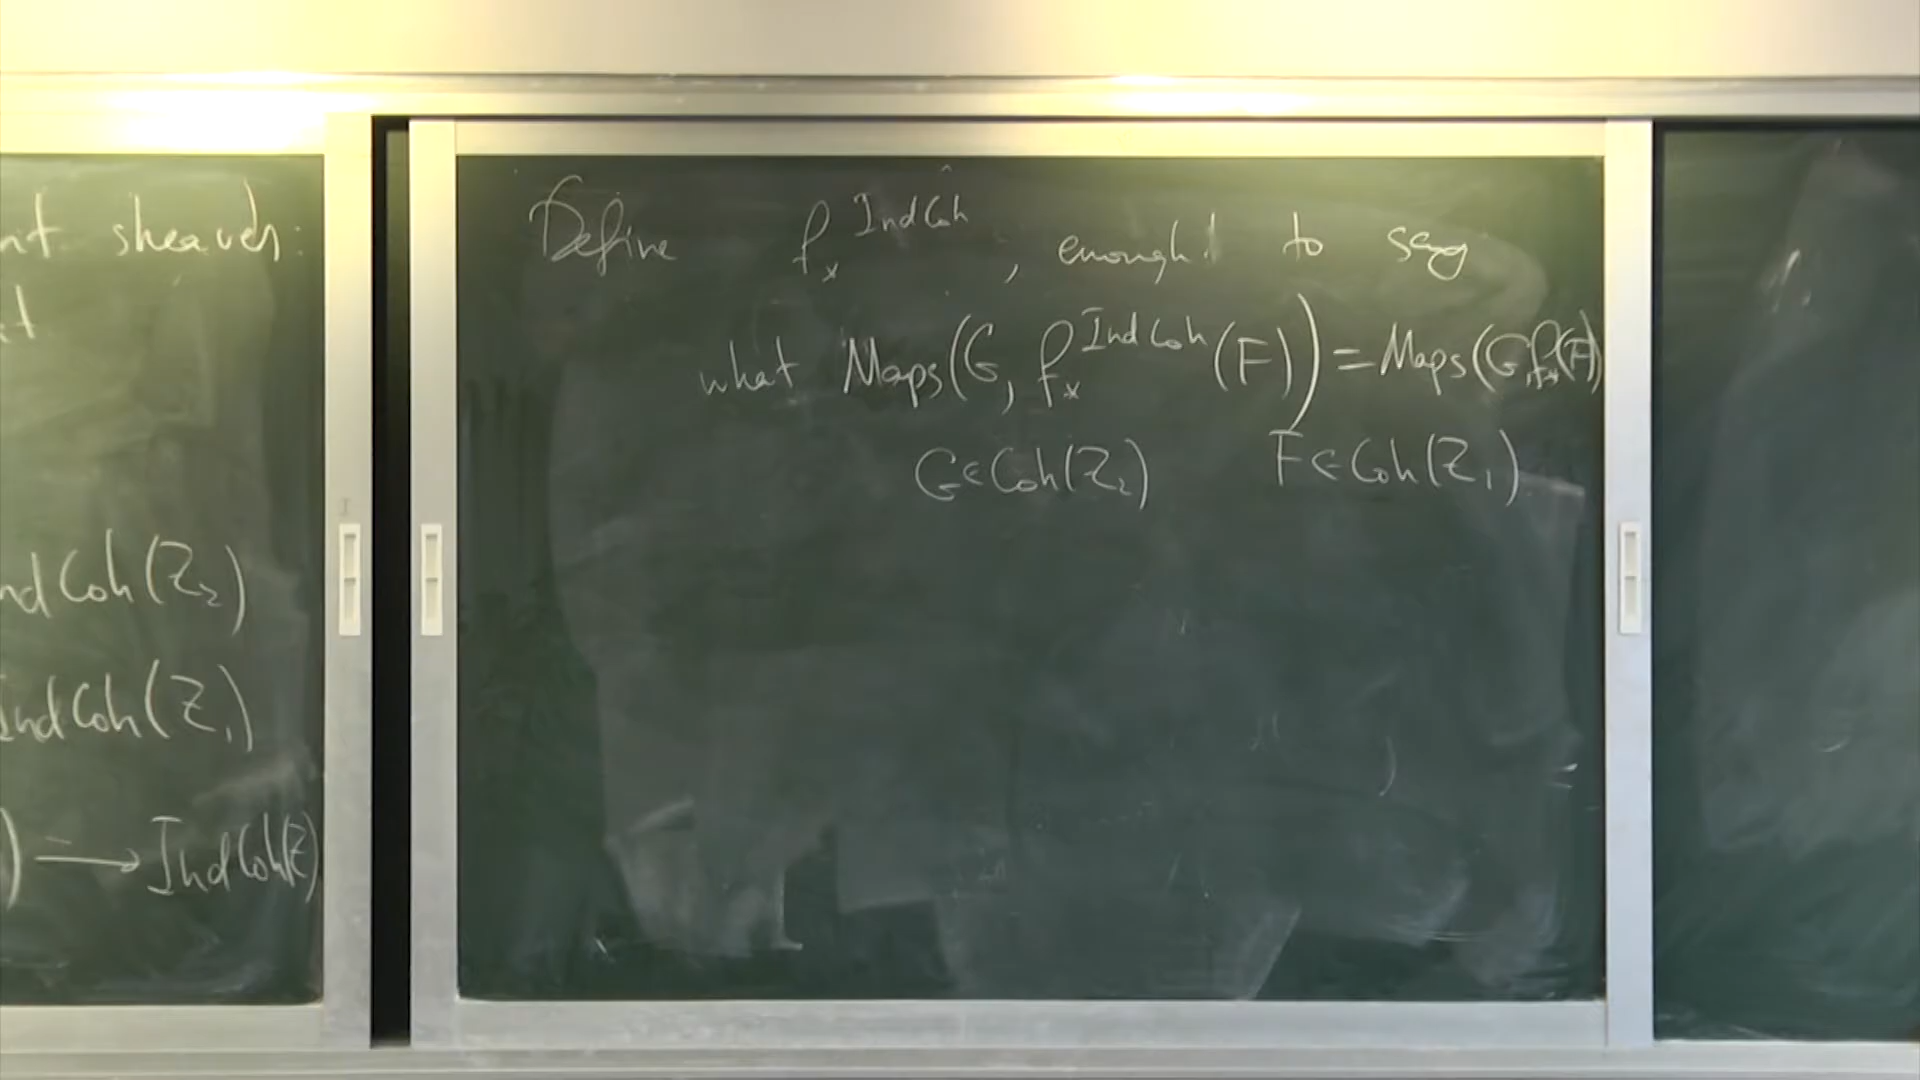 sheaves:
ndCoh(Z₂)
IndCoh(Z₁)
) → IndCoh(Z)
Define f_*^{IndCoh}, enough to say
what Maps(G, f_*^{IndCoh}(F)) = Maps(G, f_*(F)
G∈Coh(Z₂) F∈Coh(Z₁)